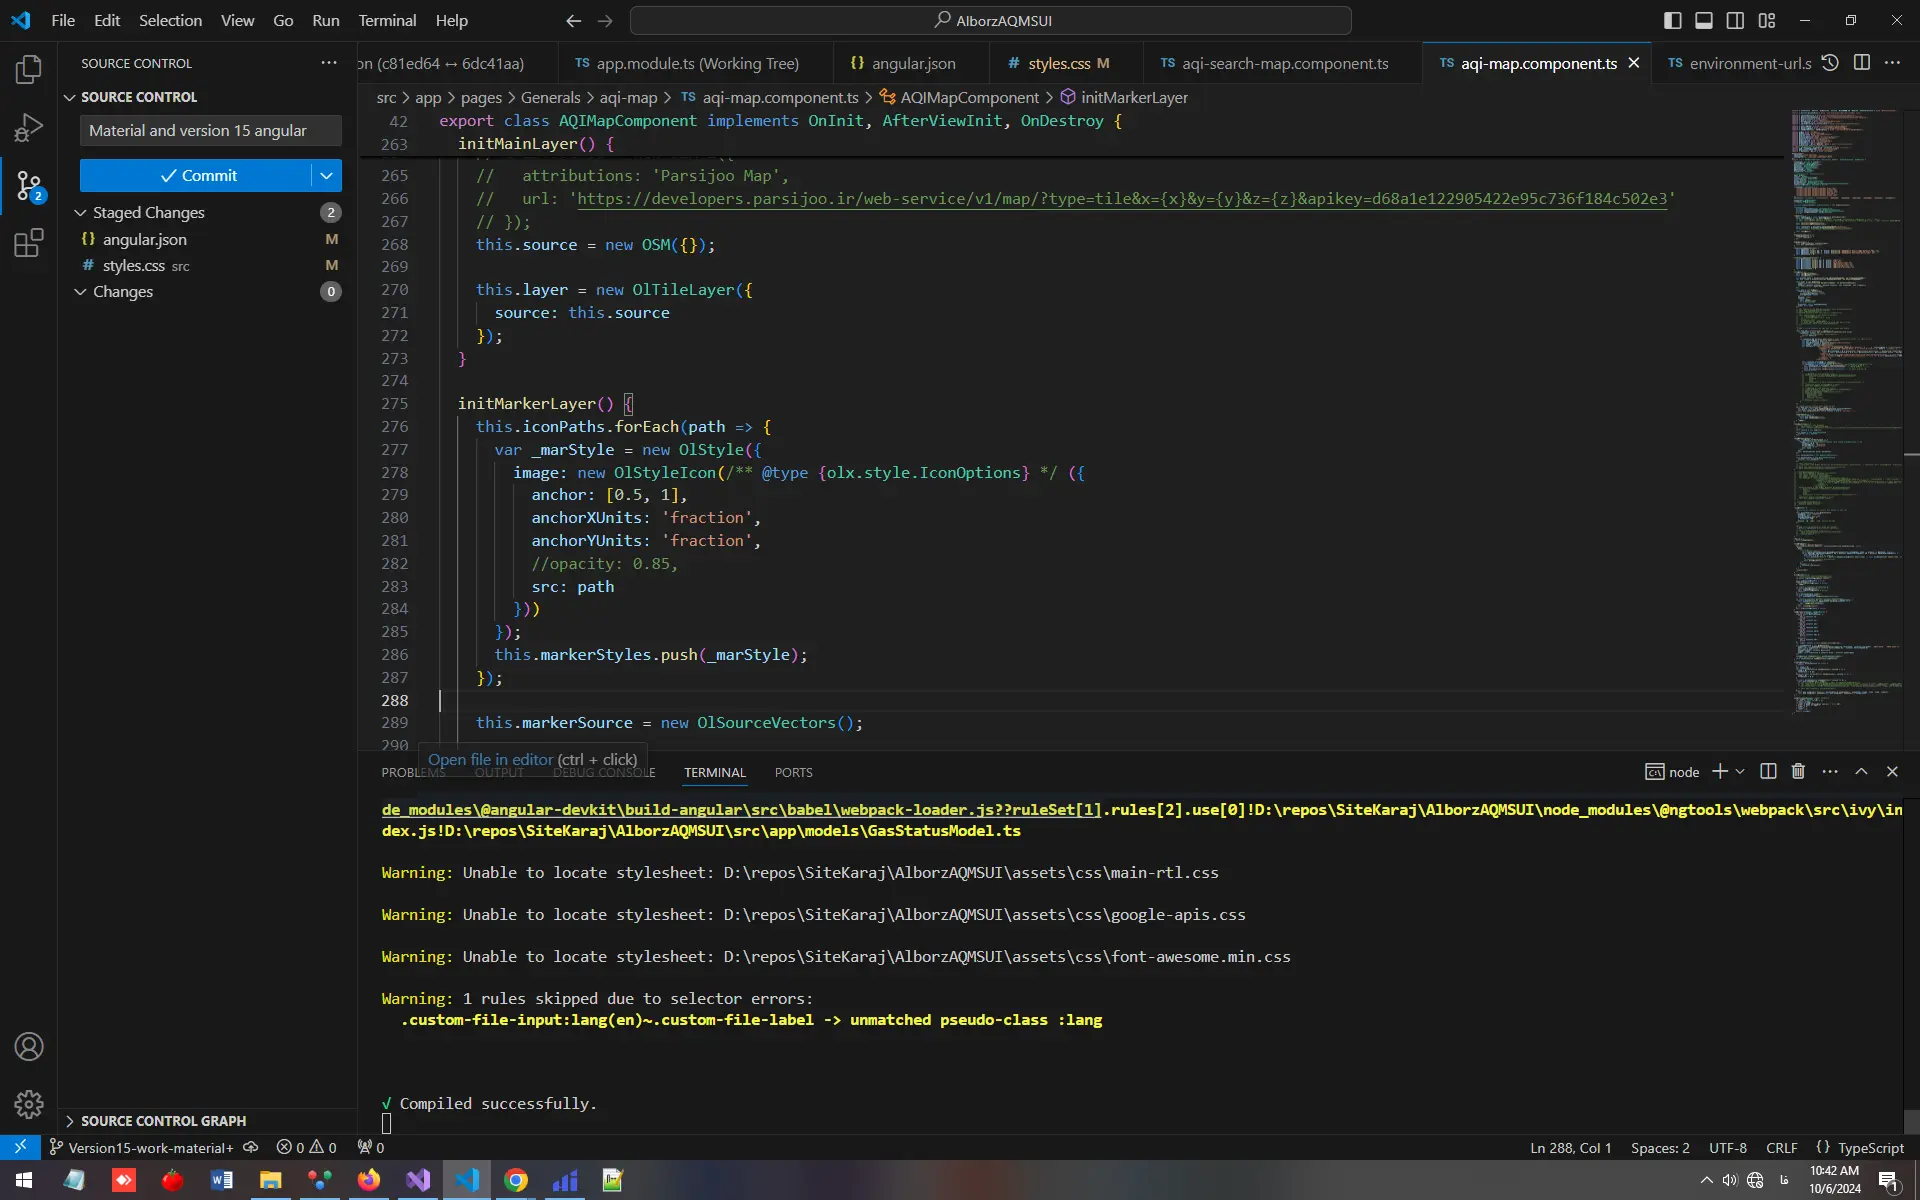 File Edit Selection View Go Run Terminal Help
AlborzAQMSUI
SOURCE CONTROL
SOURCE CONTROL
Material and version 15 angular
Commit
2
Staged Changes 2
{} angular.json M
# styles.css src M
Changes 0
SOURCE CONTROL GRAPH
on (c81ed64 ↔ 6dc41aa)
TS app.module.ts (Working Tree)
{} angular.json
# styles.css M
TS aqi-search-map.component.ts
TS aqi-map.component.ts
TS environment-url.s
src > app > pages > Generals > aqi-map > TS aqi-map.component.ts > AQIMapComponent > initMarkerLayer
42 export class AQIMapComponent implements OnInit, AfterViewInit, OnDestroy {
263 initMainLayer() {
265 // attributions: 'Parsijoo Map',
266 // url: 'https://developers.parsijoo.ir/web-service/v1/map/?type=tile&x={x}&y={y}&z={z}&apikey=d68a1e122905422e95c736f184c502e3'
267 // });
268 this.source = new OSM({});
269
270 this.layer = new OlTileLayer({
271 source: this.source
272 });
273 }
274
275 initMarkerLayer() {
276 this.iconPaths.forEach(path => {
277 var _marStyle = new OlStyle({
278 image: new OlStyleIcon(/** @type {olx.style.IconOptions} */ ({
279 anchor: [0.5, 1],
280 anchorXUnits: 'fraction',
281 anchorYUnits: 'fraction',
282 //opacity: 0.85,
283 src: path
284 }))
285 });
286 this.markerStyles.push(_marStyle);
287 });
288
289 this.markerSource = new OlSourceVectors();
290
Open file in editor (ctrl + click)
PROBLEMS OUTPUT DEBUG CONSOLE TERMINAL PORTS
node
de_modules\@angular-devkit\build-angular\src\babel\webpack-loader.js??ruleSet[1].rules[2].use[0]!D:\repos\SiteKaraj\AlborzAQMSUI\node_modules\@ngtools\webpack\src\ivy\in
dex.js!D:\repos\SiteKaraj\AlborzAQMSUI\src\app\models\GasStatusModel.ts
Warning: Unable to locate stylesheet: D:\repos\SiteKaraj\AlborzAQMSUI\assets\css\main-rtl.css
Warning: Unable to locate stylesheet: D:\repos\SiteKaraj\AlborzAQMSUI\assets\css\google-apis.css
Warning: Unable to locate stylesheet: D:\repos\SiteKaraj\AlborzAQMSUI\assets\css\font-awesome.min.css
Warning: 1 rules skipped due to selector errors:
.custom-file-input:lang(en)~.custom-file-label -> unmatched pseudo-class :lang
√ Compiled successfully.
Version15-work-material+ 0 0 0
Ln 288, Col 1 Spaces: 2 UTF-8 CRLF {} TypeScript
فا
10:42 AM
10/6/2024
1